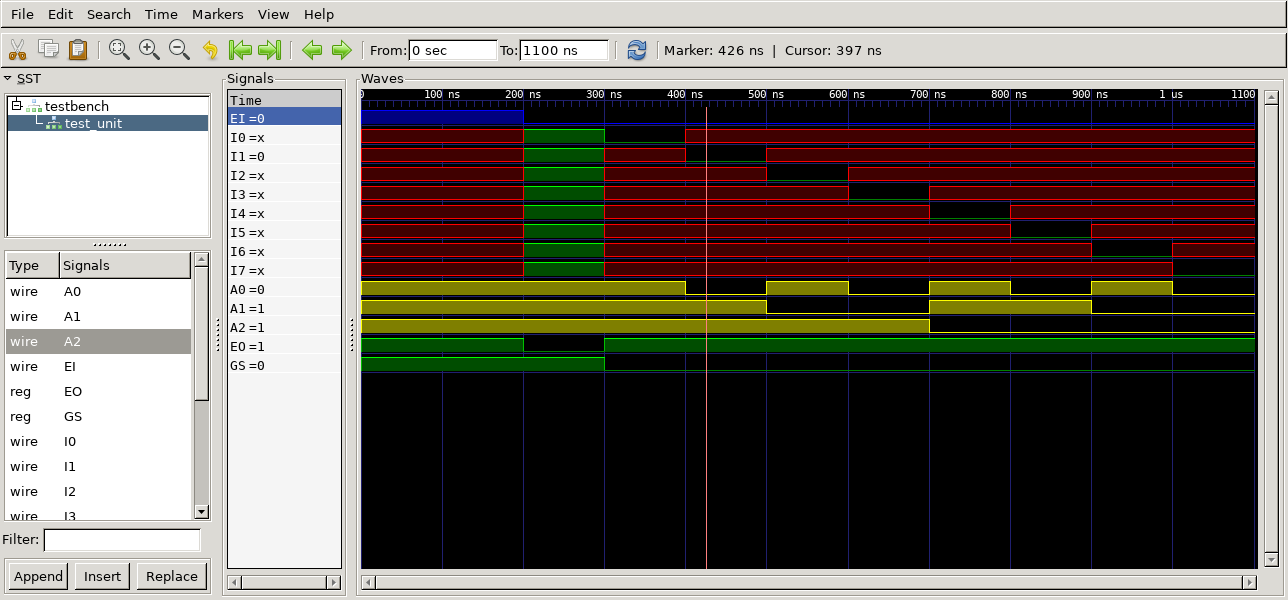 File Edit Search Time Markers View Help
From: 0 sec To: 1100 ns Marker: 426 ns | Cursor: 397 ns
SST
testbench
test_unit
Type Signals
wire A0
wire A1
wire A2
wire EI
reg EO
reg GS
wire I0
wire I1
wire I2
wire I3
Filter:
Append Insert Replace
Signals
Time
EI=0
I0=x
I1=0
I2=x
I3=x
I4=x
I5=x
I6=x
I7=x
A0=0
A1=1
A2=1
EO=1
GS=0
Waves
0 100 ns 200 ns 300 ns 400 ns 500 ns 600 ns 700 ns 800 ns 900 ns 1 us 1100